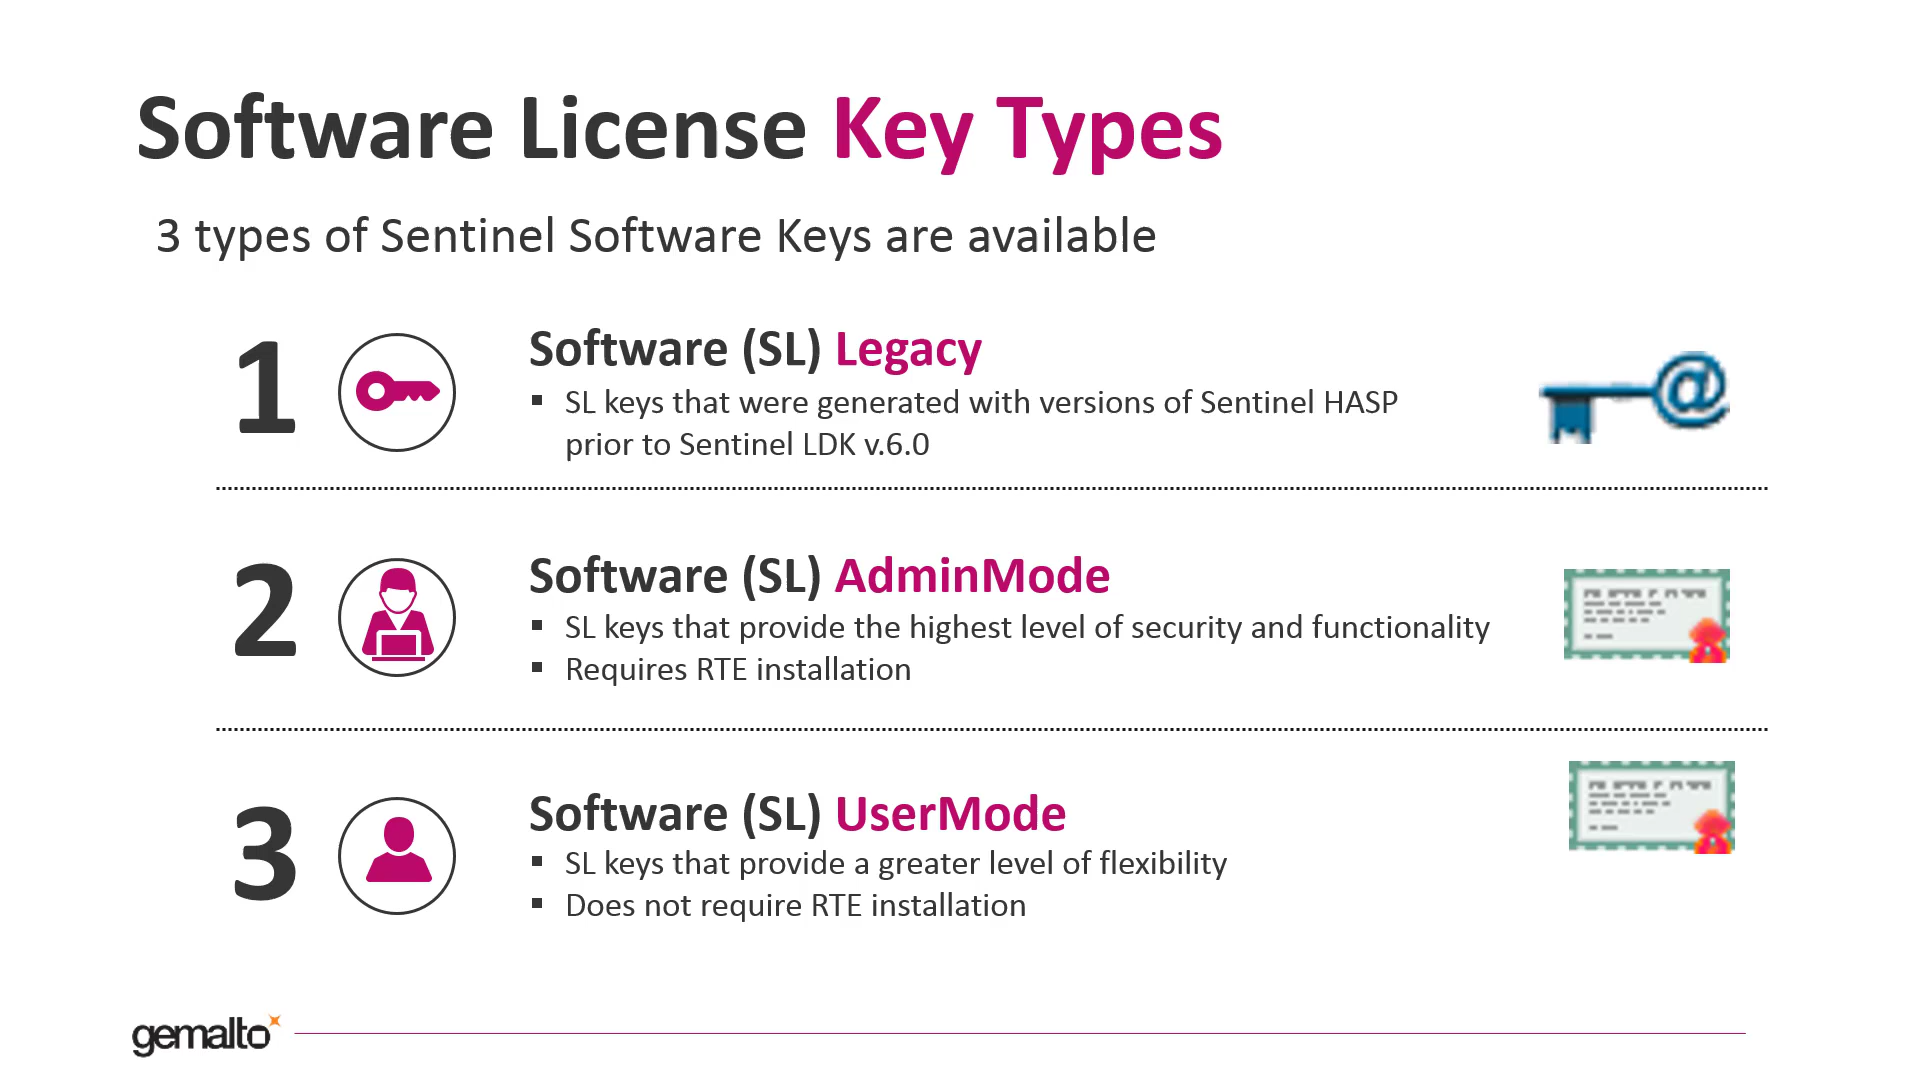 Software License Key Types
3 types of Sentinel Software Keys are available
1
Software (SL) Legacy
▪ SL keys that were generated with versions of Sentinel HASP
prior to Sentinel LDK v.6.0
2
Software (SL) AdminMode
▪ SL keys that provide the highest level of security and functionality
▪ Requires RTE installation
3
Software (SL) UserMode
▪ SL keys that provide a greater level of flexibility
▪ Does not require RTE installation
gemalto